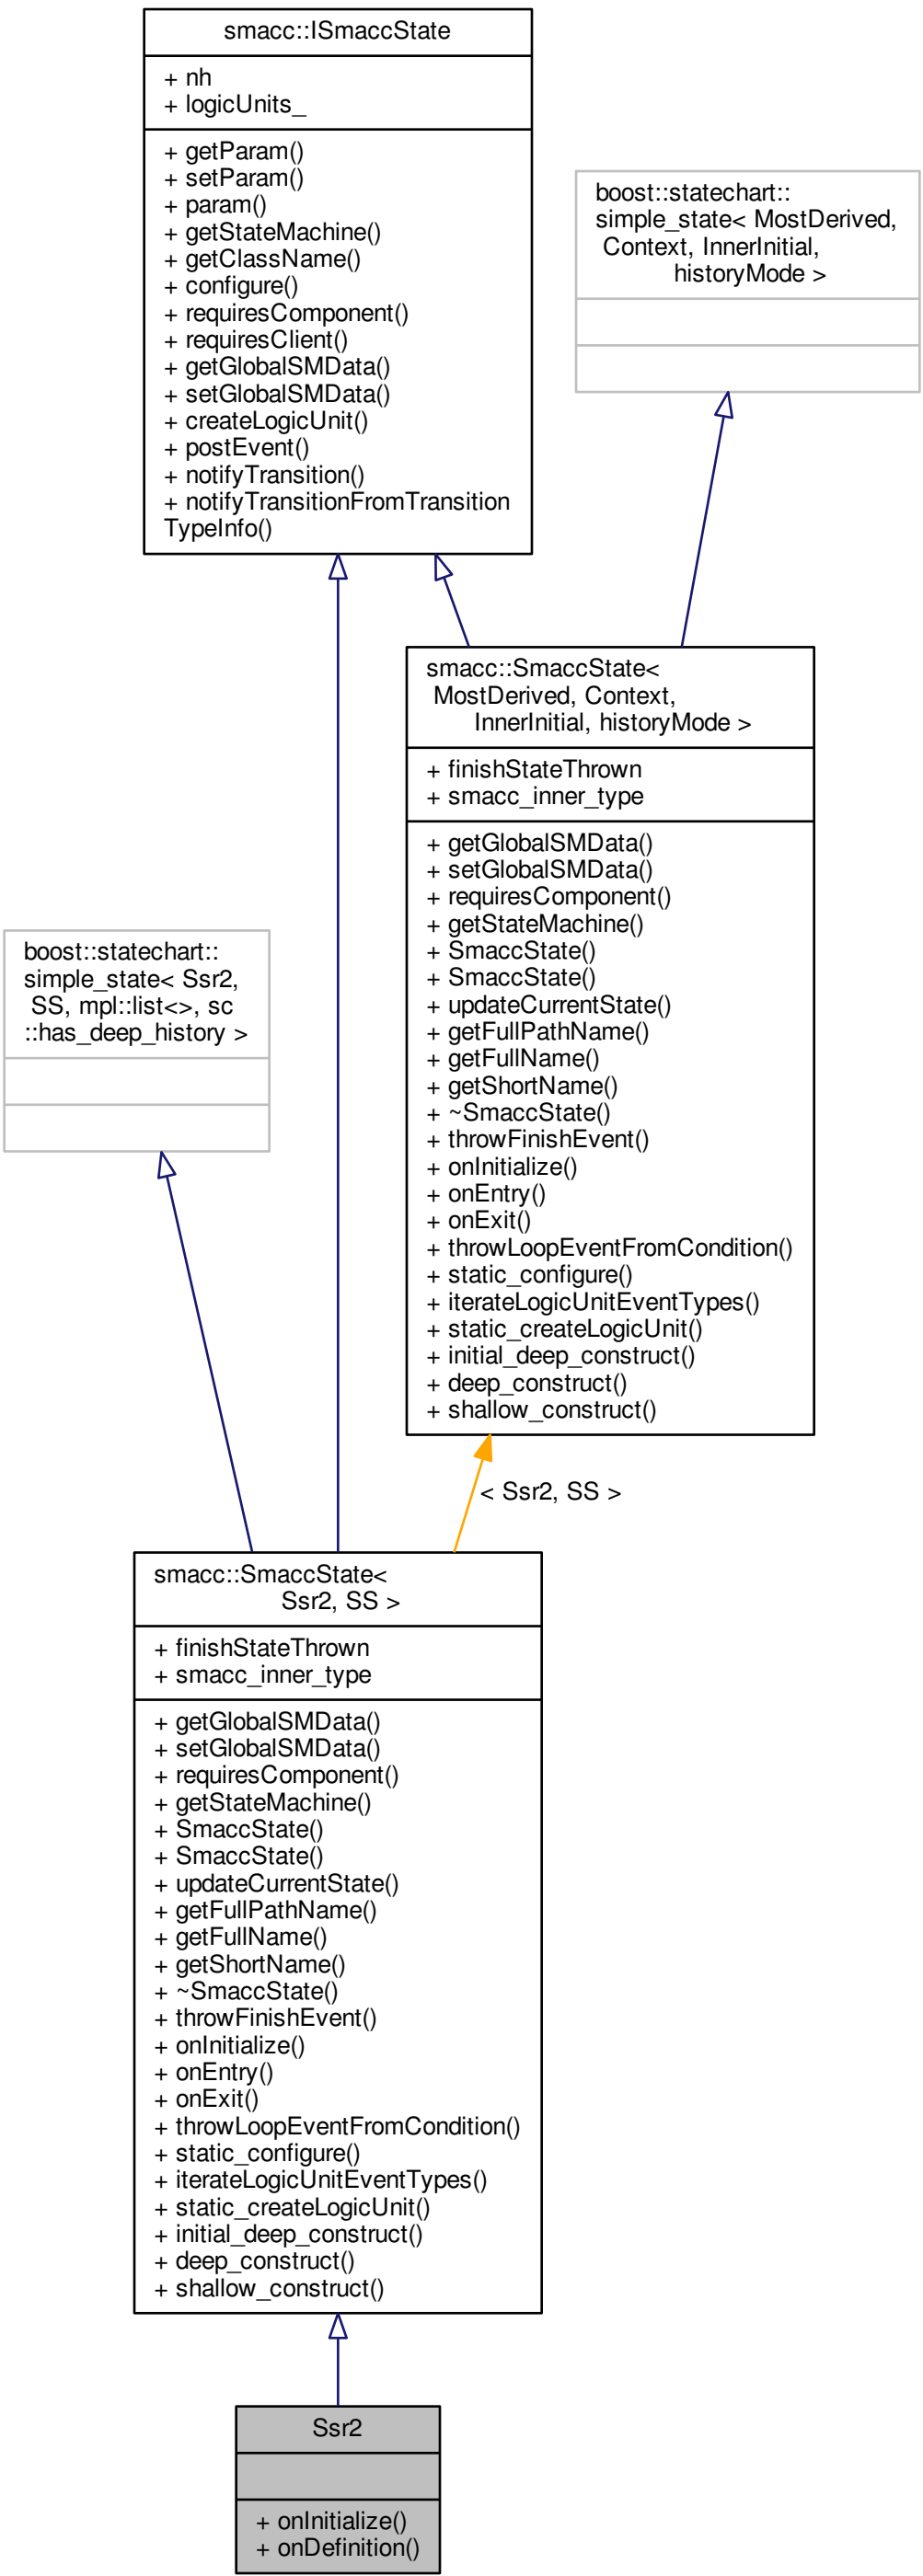 smacc::ISmaccState
+ nh
+ logicUnits_
+ getParam()
+ setParam()
+ param()
+ getStateMachine()
+ getClassName()
+ configure()
+ requiresComponent()
+ requiresClient()
+ getGlobalSMData()
+ setGlobalSMData()
+ createLogicUnit()
+ postEvent()
+ notifyTransition()
+ notifyTransitionFromTransition
TypeInfo()
boost::statechart::
simple_state< MostDerived,
Context, InnerInitial,
historyMode >
smacc::SmaccState<
MostDerived, Context,
InnerInitial, historyMode >
+ finishStateThrown
+ smacc_inner_type
+ getGlobalSMData()
+ setGlobalSMData()
+ requiresComponent()
+ getStateMachine()
+ SmaccState()
+ SmaccState()
+ updateCurrentState()
+ getFullPathName()
+ getFullName()
+ getShortName()
+ ~SmaccState()
+ throwFinishEvent()
+ onInitialize()
+ onEntry()
+ onExit()
+ throwLoopEventFromCondition()
+ static_configure()
+ iterateLogicUnitEventTypes()
+ static_createLogicUnit()
+ initial_deep_construct()
+ deep_construct()
+ shallow_construct()
boost::statechart::
simple_state< Ssr2,
SS, mpl::list<>, sc
::has_deep_history >
< Ssr2, SS >
smacc::SmaccState<
Ssr2, SS >
+ finishStateThrown
+ smacc_inner_type
+ getGlobalSMData()
+ setGlobalSMData()
+ requiresComponent()
+ getStateMachine()
+ SmaccState()
+ SmaccState()
+ updateCurrentState()
+ getFullPathName()
+ getFullName()
+ getShortName()
+ ~SmaccState()
+ throwFinishEvent()
+ onInitialize()
+ onEntry()
+ onExit()
+ throwLoopEventFromCondition()
+ static_configure()
+ iterateLogicUnitEventTypes()
+ static_createLogicUnit()
+ initial_deep_construct()
+ deep_construct()
+ shallow_construct()
Ssr2
+ onInitialize()
+ onDefinition()